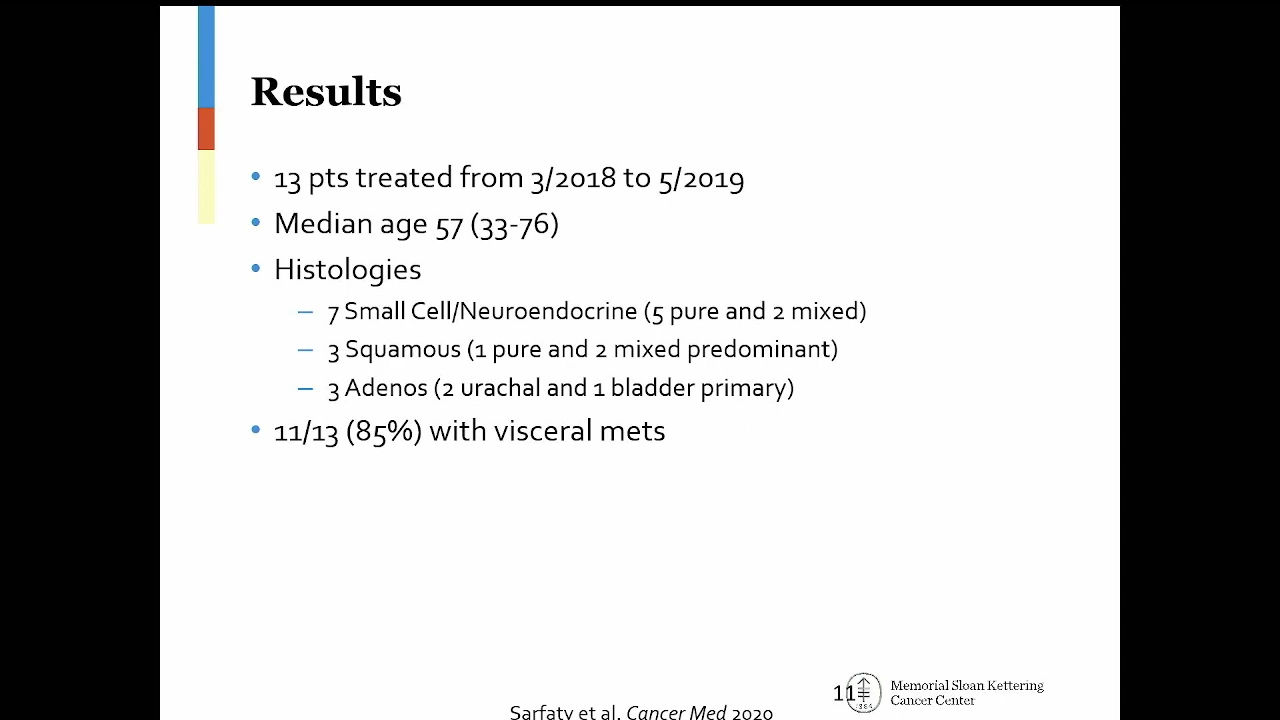 Results
• 13 pts treated from 3/2018 to 5/2019
• Median age 57 (33-76)
• Histologies
– 7 Small Cell/Neuroendocrine (5 pure and 2 mixed)
– 3 Squamous (1 pure and 2 mixed predominant)
– 3 Adenos (2 urachal and 1 bladder primary)
• 11/13 (85%) with visceral mets
11
1884
Memorial Sloan Kettering
Cancer Center
Sarfaty et al. Cancer Med 2020